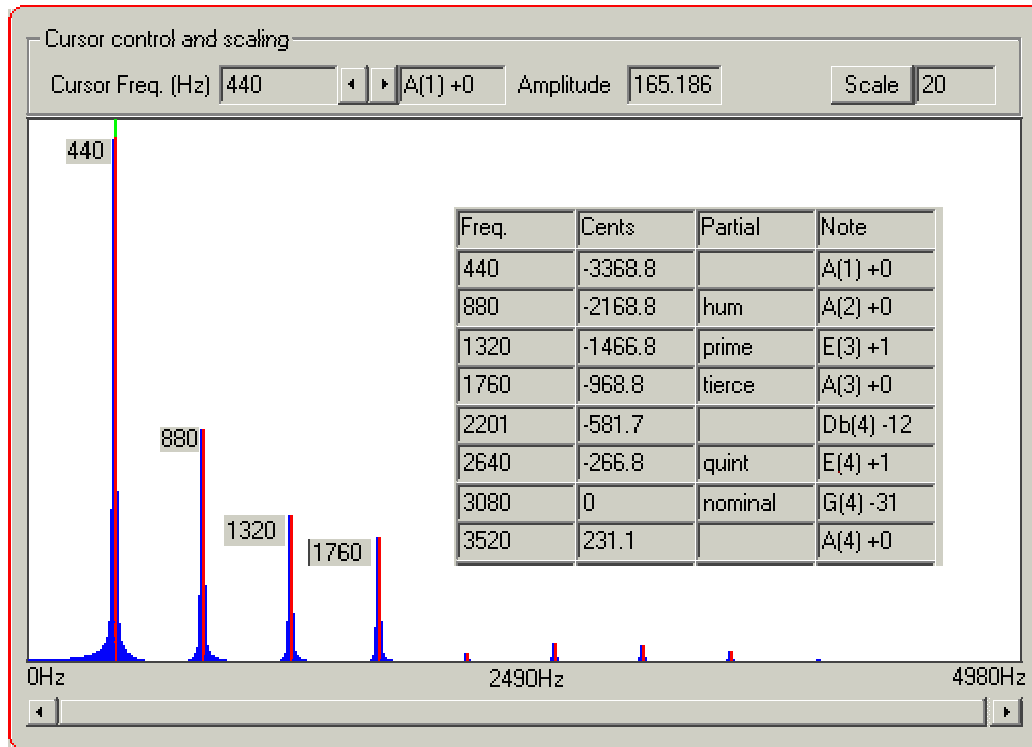 Cursor control and scaling
Cursor Freq. (Hz) 440 A(1) +0 Amplitude 165.186 Scale 20
440
Freq. Cents Partial Note
440 -3368.8 A(1) +0
880 -2168.8 hum A(2) +0
1320 -1466.8 prime E(3) +1
1760 -968.8 tierce A(3) +0
2201 -581.7 Db(4) -12
880
2640 -266.8 quint E(4) +1
3080 0 nominal G(4) -31
1320
3520 231.1 A(4) +0
1760
0Hz 2490Hz 4980Hz